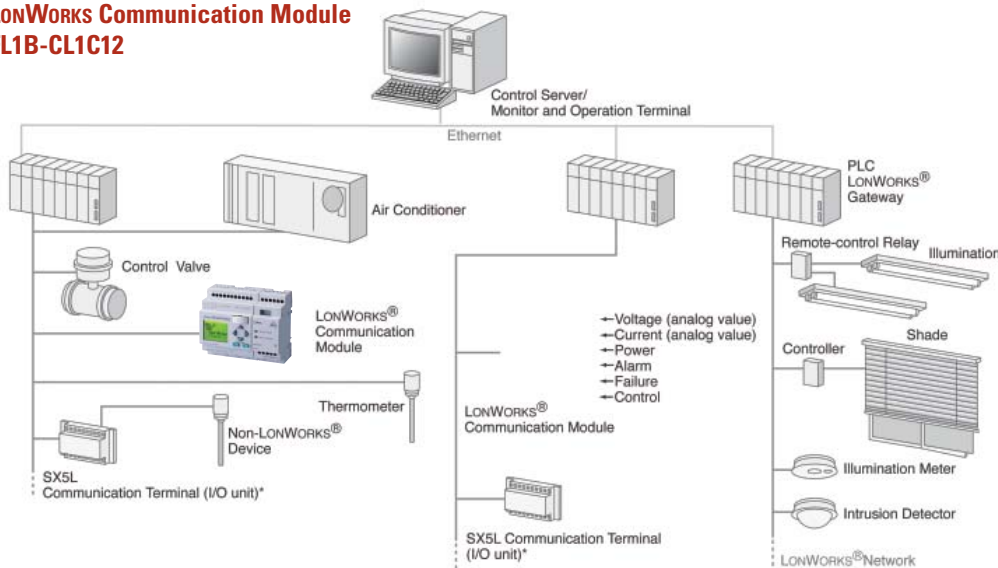 LONWORKS Communication Module
L1B-CL1C12
Control Server/
Monitor and Operation Terminal
Ethernet
PLC
LONWORKS®
Gateway
Air Conditioner
Remote-control Relay
Illumination
Control Valve
LONWORKS®
Communication
Module
←Voltage (analog value)
←Current (analog value)
←Power
←Alarm
←Failure
←Control
Controller
Shade
Thermometer
LONWORKS®
Communication Module
Non-LONWORKS®
Device
SX5L
Communication Terminal (I/O unit)*
Illumination Meter
Intrusion Detector
SX5L Communication Terminal
(I/O unit)*
LONWORKS®Network